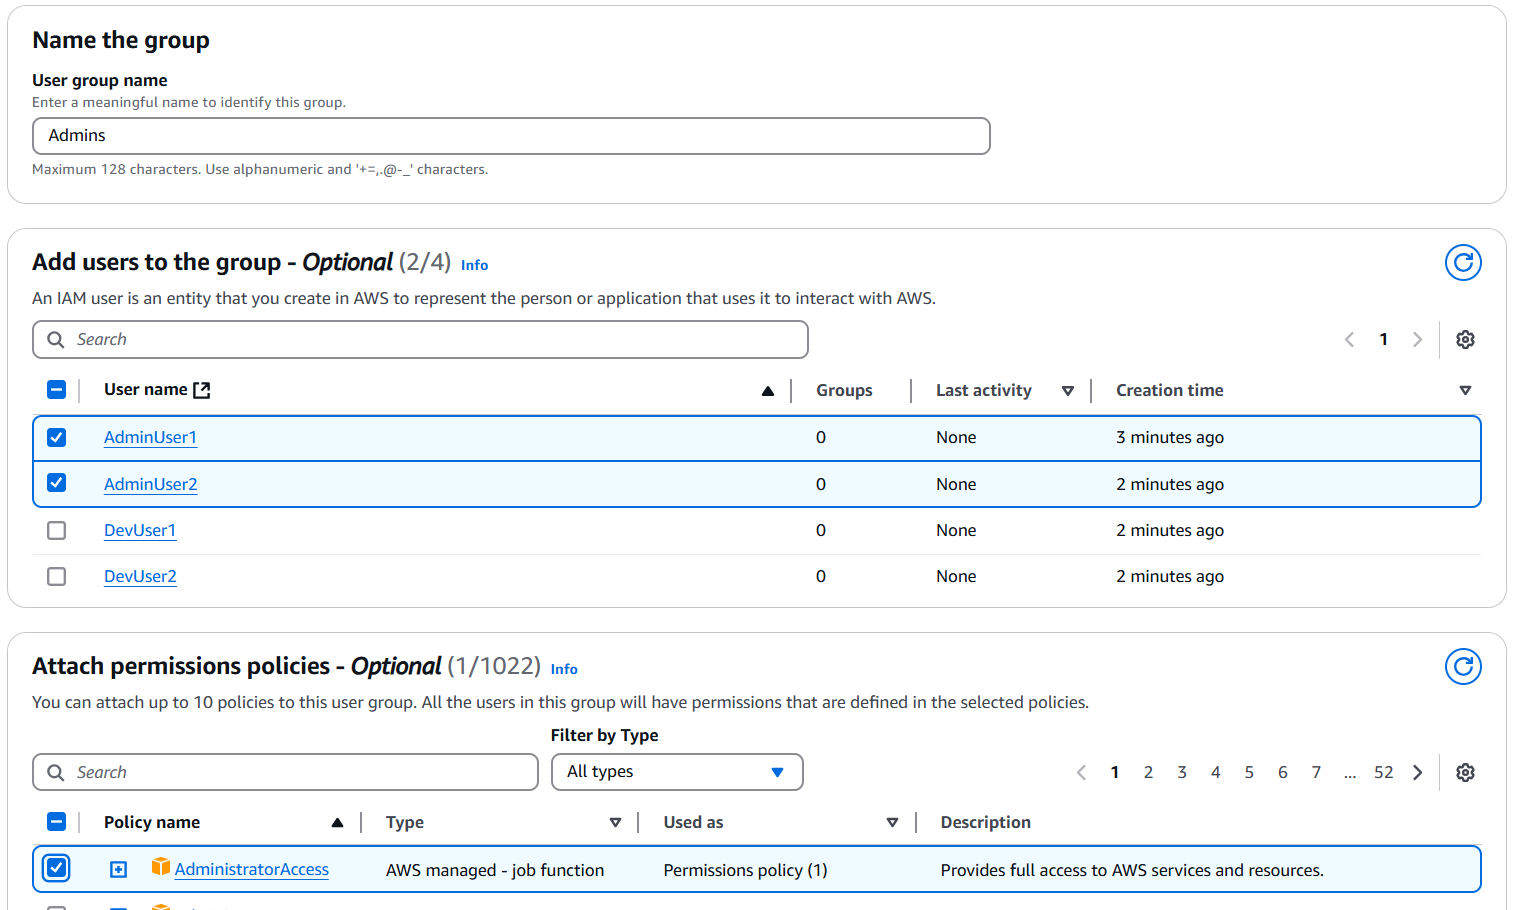 Name the group
User group name
Enter a meaningful name to identify this group.
Admins
Maximum 128 characters. Use alphanumeric and '+=,.@-_' characters.
Add users to the group - Optional (2/4) Info
An IAM user is an entity that you create in AWS to represent the person or application that uses it to interact with AWS.
Search
1
User name Groups Last activity Creation time
AdminUser1 0 None 3 minutes ago
AdminUser2 0 None 2 minutes ago
DevUser1 0 None 2 minutes ago
DevUser2 0 None 2 minutes ago
Attach permissions policies - Optional (1/1022) Info
You can attach up to 10 policies to this user group. All the users in this group will have permissions that are defined in the selected policies.
Filter by Type
Search All types 1 2 3 4 5 6 7 ... 52
Policy name Type Used as Description
AdministratorAccess AWS managed - job function Permissions policy (1) Provides full access to AWS services and resources.